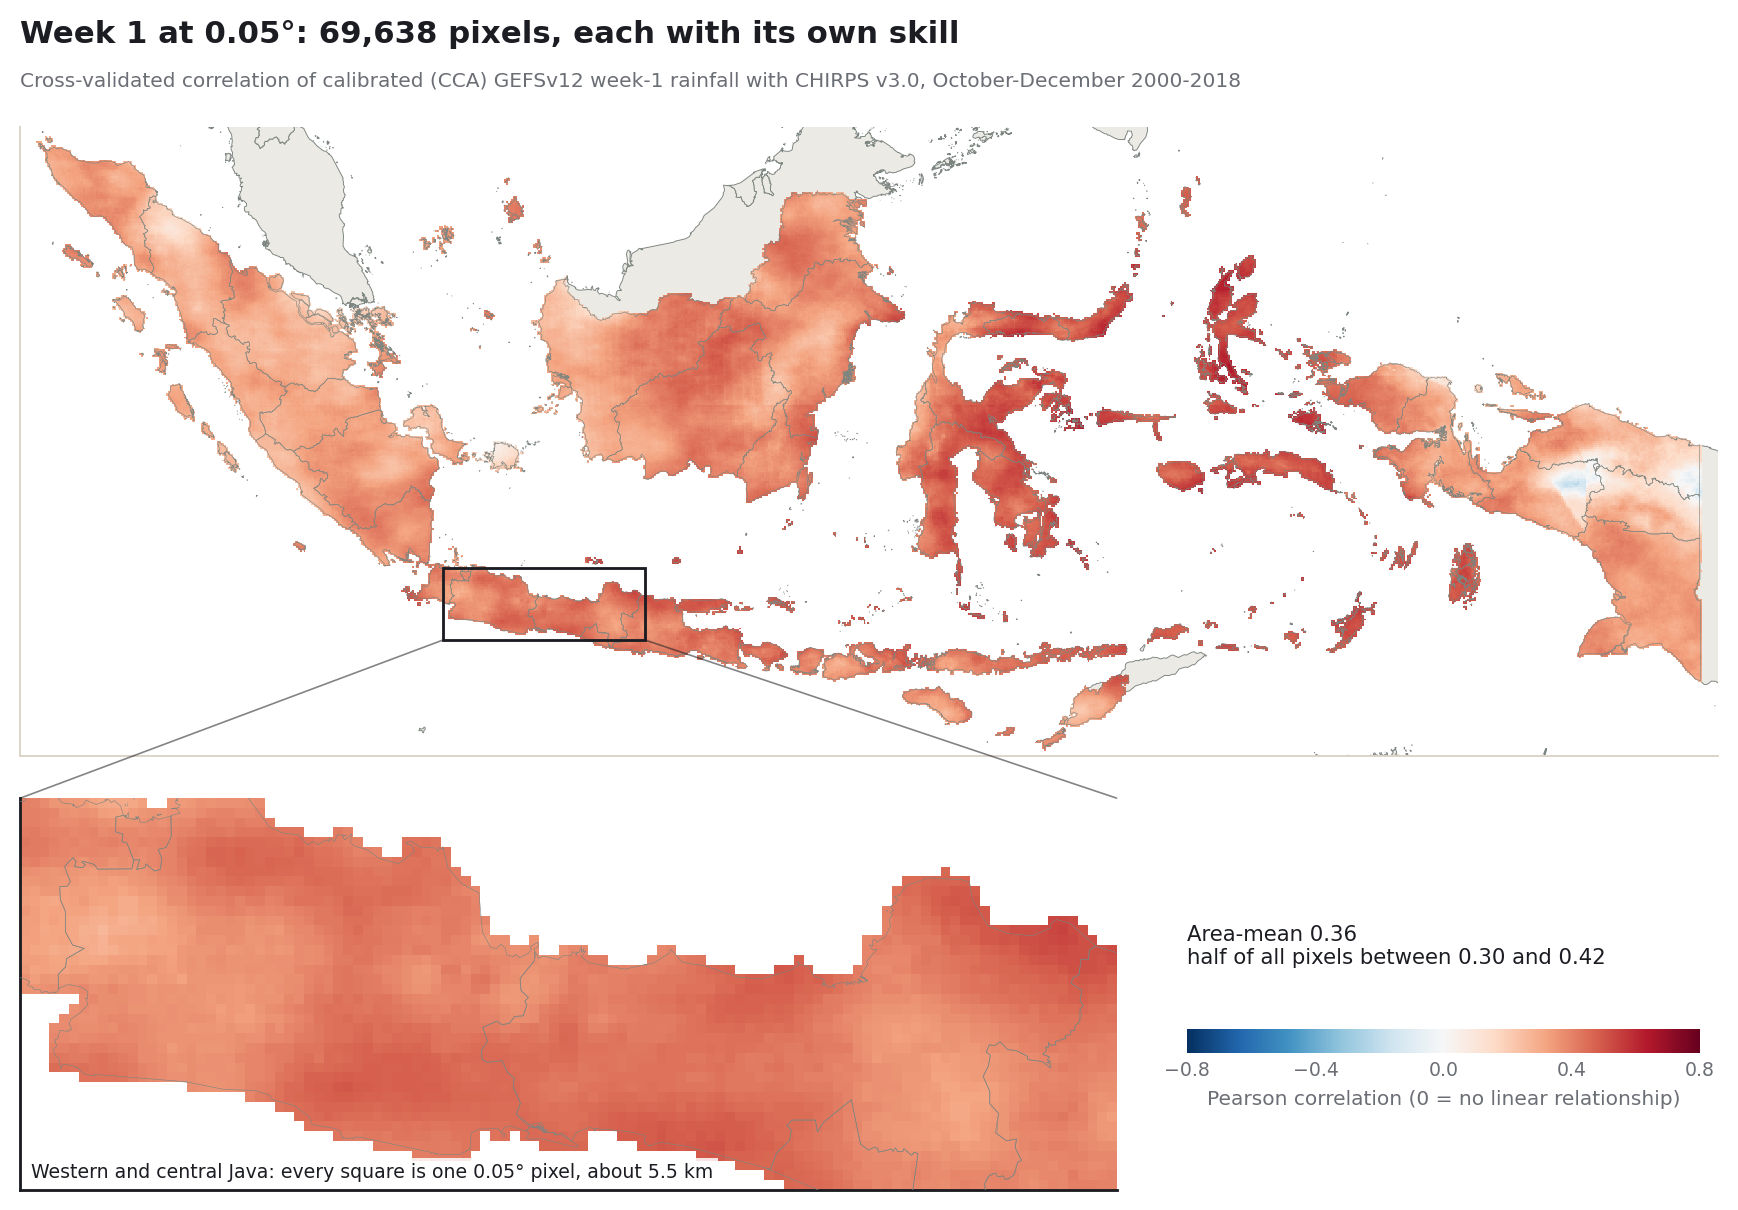 Week 1 at 0.05°: 69,638 pixels, each with its own skill
Cross-validated correlation of calibrated (CCA) GEFSv12 week-1 rainfall with CHIRPS v3.0, October-December 2000-2018
Area-mean 0.36
half of all pixels between 0.30 and 0.42
−0.8 −0.4 0.0 0.4 0.8
Pearson correlation (0 = no linear relationship)
Western and central Java: every square is one 0.05° pixel, about 5.5 km